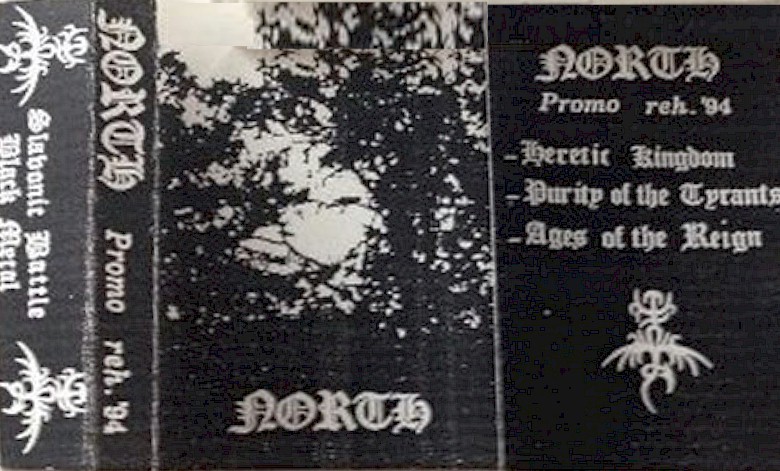 Slavonic Battle
Black Metal
NORTH
Promo reh. '94
NORTH
NORTH
Promo reh. '94
-Heretic Kingdom
-Purity of the Tyrants
-Ages of the Reign